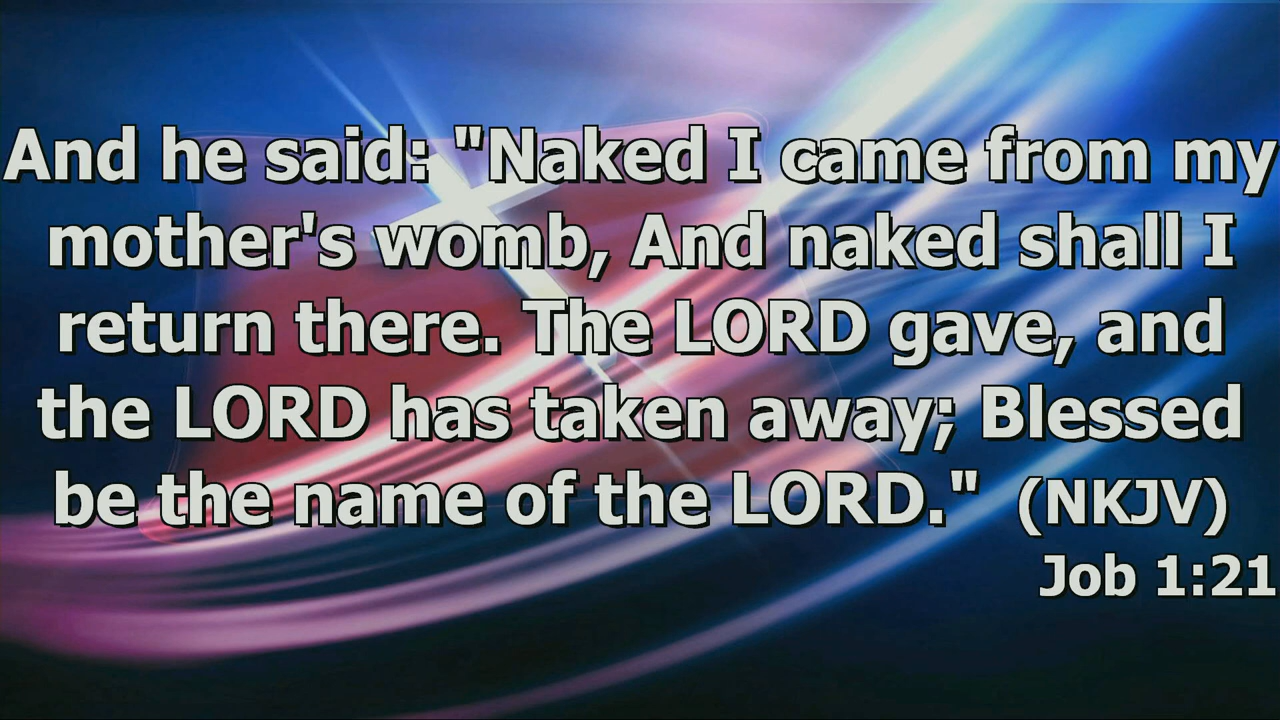 And he said: "Naked I came from my
mother's womb, And naked shall I
return there. The LORD gave, and
the LORD has taken away; Blessed
be the name of the LORD." (NKJV)
Job 1:21